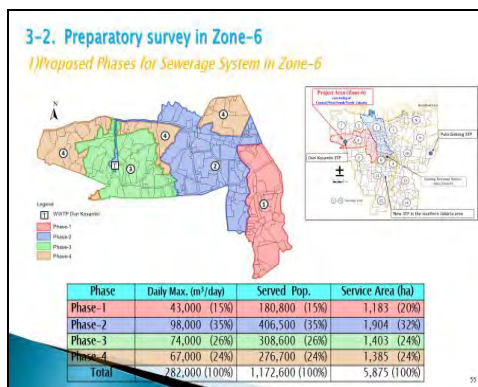 3-2. Preparatory survey in Zone-6
1)Proposed Phases for Sewerage System in Zone-6
N
4
4
4
3
2
1
Legend
WWTP Duri Kosambi
Phase-1
Phase-2
Phase-3
Phase-4
Project Area (Zone-6)
Duri Kosambi STP
Pulo Gebang STP
New STP in the southern Jakarta area
Phase Daily Max. (m³/day) Served Pop. Service Area (ha)
Phase-1 43,000 (15%) 180,800 (15%) 1,183 (20%)
Phase-2 98,000 (35%) 406,500 (35%) 1,904 (32%)
Phase-3 74,000 (26%) 308,600 (26%) 1,403 (24%)
Phase-4 67,000 (24%) 276,700 (24%) 1,385 (24%)
Total 282,000 (100%) 1,172,600 (100%) 5,875 (100%)
55